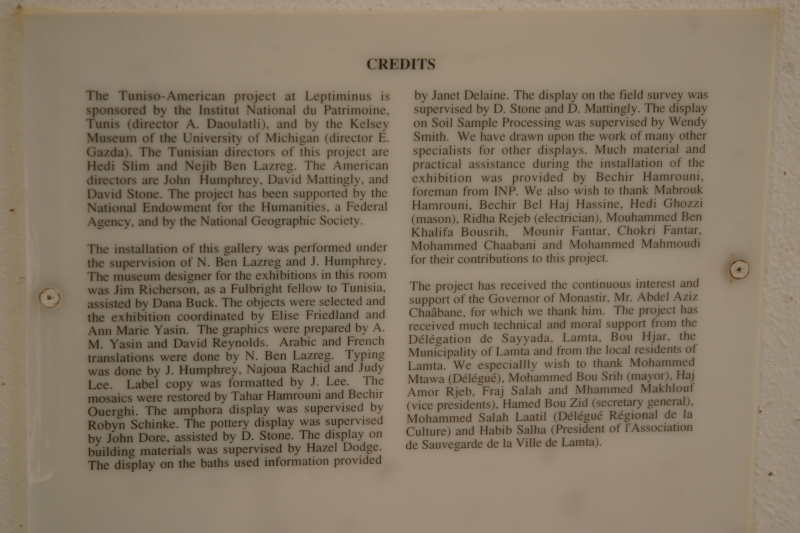 CREDITS
The Tuniso-American project at Leptiminus is
sponsored by the Institut National du Patrimoine,
Tunis (director A. Daoulatli), and by the Kelsey
Museum of the University of Michigan (director E.
Gazda). The Tunisian directors of this project are
Hedi Slim and Nejib Ben Lazreg. The American
directors are John Humphrey, David Mattingly, and
David Stone. The project has been supported by the
National Endowment for the Humanities, a Federal
Agency, and by the National Geographic Society.
The installation of this gallery was performed under
the supervision of N. Ben Lazreg and J. Humphrey.
The museum designer for the exhibitions in this room
was Jim Richerson, as a Fulbright fellow to Tunisia,
assisted by Dana Buck. The objects were selected and
the exhibition coordinated by Elise Friedland and
Ann Marie Yasin. The graphics were prepared by A.
M. Yasin and David Reynolds. Arabic and French
translations were done by N. Ben Lazreg. Typing
was done by J. Humphrey, Najoua Rachid and Judy
Lee. Label copy was formatted by J. Lee. The
mosaics were restored by Tahar Hamrouni and Bechir
Ouerghi. The amphora display was supervised by
Robyn Schinke. The pottery display was supervised
by John Dore, assisted by D. Stone. The display on
building materials was supervised by Hazel Dodge.
The display on the baths used information provided
by Janet Delaine. The display on the field survey was
supervised by D. Stone and D. Mattingly. The display
on Soil Sample Processing was supervised by Wendy
Smith. We have drawn upon the work of many other
specialists for other displays. Much material and
practical assistance during the installation of the
exhibition was provided by Bechir Hamrouni,
foreman from INP. We also wish to thank Mabrouk
Hamrouni, Bechir Bel Haj Hassine, Hedi Ghozzi
(mason), Ridha Rejeb (electrician), Mouhammed Ben
Khalifa Bousrih, Mounir Fantar, Chokri Fantar,
Mohammed Chaabani and Mohammed Mahmoudi
for their contributions to this project.
The project has received the continuous interest and
support of the Governor of Monastir, Mr. Abdel Aziz
Chaâbane, for which we thank him. The project has
received much technical and moral support from the
Délégation de Sayyada, Lamta, Bou Hjar, the
Municipality of Lamta and from the local residents of
Lamta. We especiallly wish to thank Mohammed
Mtawa (Délégué), Mohammed Bou Srih (mayor), Haj
Amor Rjeb, Fraj Salah and Mhammed Makhlouf
(vice presidents), Hamed Bou Zid (secretary general),
Mohammed Salah Laatil (Délégué Régional de la
Culture) and Habib Salha (President of l'Association
de Sauvegarde de la Ville de Lamta).